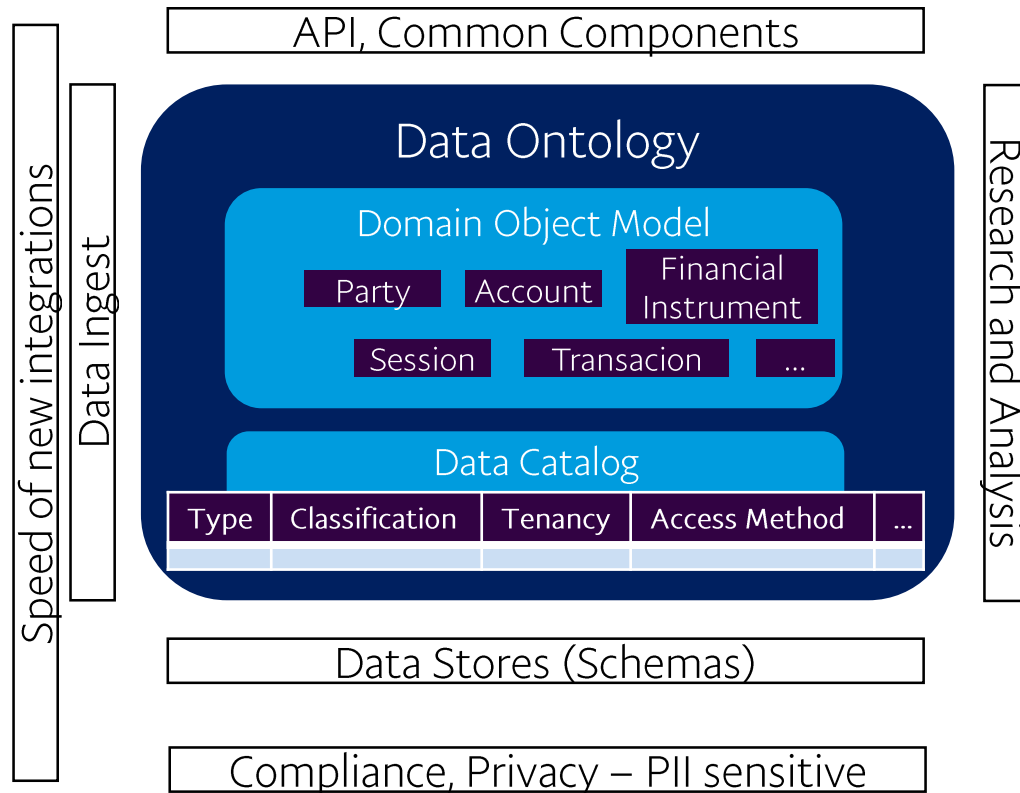 API, Common Components
Speed of new integrations
Data Ingest
Data Ontology
Domain Object Model
Party
Account
Financial
Instrument
Session
Transacion
...
Data Catalog
Type Classification Tenancy Access Method ...
Research and Analysis
Data Stores (Schemas)
Compliance, Privacy – PII sensitive